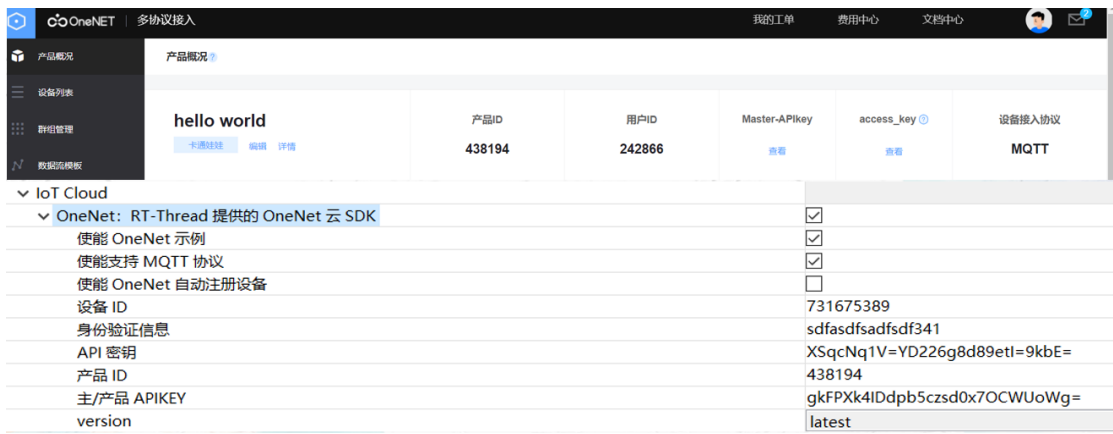 OneNET 多协议接入 我的工单 费用中心 文档中心 2
产品概况 产品概况 ?
设备列表
群组管理 hello world 产品ID 用户ID Master-APIkey access_key ? 设备接入协议
卡通娃娃 编辑 详情 438194 242866 查看 查看 MQTT
数据流模板
IoT Cloud
OneNet：RT-Thread 提供的 OneNet 云 SDK
使能 OneNet 示例
使能支持 MQTT 协议
使能 OneNet 自动注册设备
设备 ID 731675389
身份验证信息 sdfasdfsadfsdf341
API 密钥 XSqcNq1V=YD226g8d89etI=9kbE=
产品 ID 438194
主/产品 APIKEY gkFPXk4IDdpb5czsd0x7OCWUoWg=
version latest